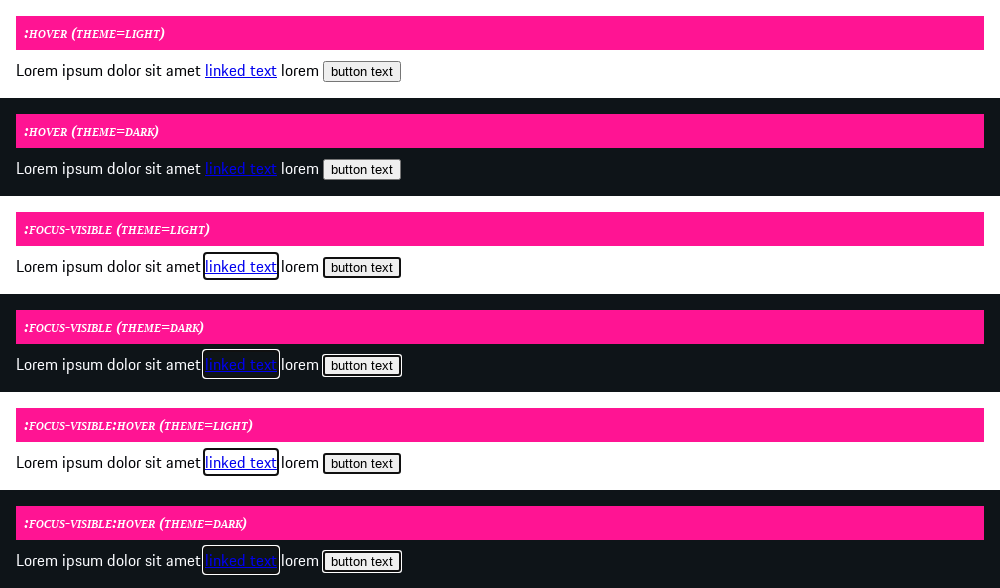 :hover (theme=light)
Lorem ipsum dolor sit amet linked text lorem button text
:hover (theme=dark)
Lorem ipsum dolor sit amet linked text lorem button text
:focus-visible (theme=light)
Lorem ipsum dolor sit amet linked text lorem button text
:focus-visible (theme=dark)
Lorem ipsum dolor sit amet linked text lorem button text
:focus-visible:hover (theme=light)
Lorem ipsum dolor sit amet linked text lorem button text
:focus-visible:hover (theme=dark)
Lorem ipsum dolor sit amet linked text lorem button text